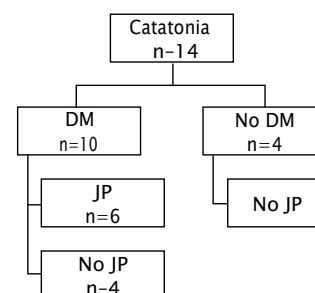 Catatonia
n–14
DM
n=10
No DM
n=4
JP
n=6
No JP
No JP
n–4